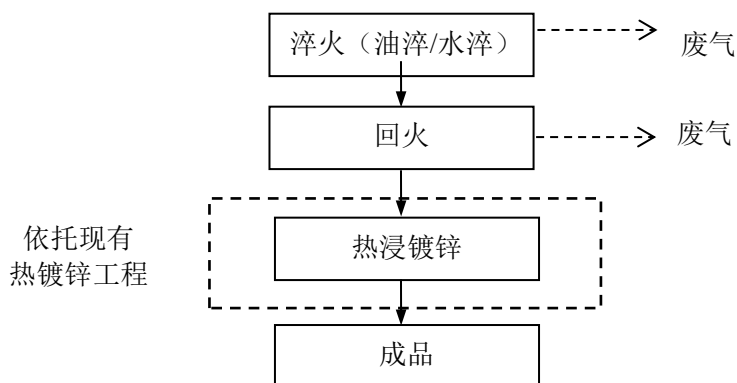 淬火（油淬/水淬）
废气
回火
废气
依托现有
热镀锌工程
热浸镀锌
成品